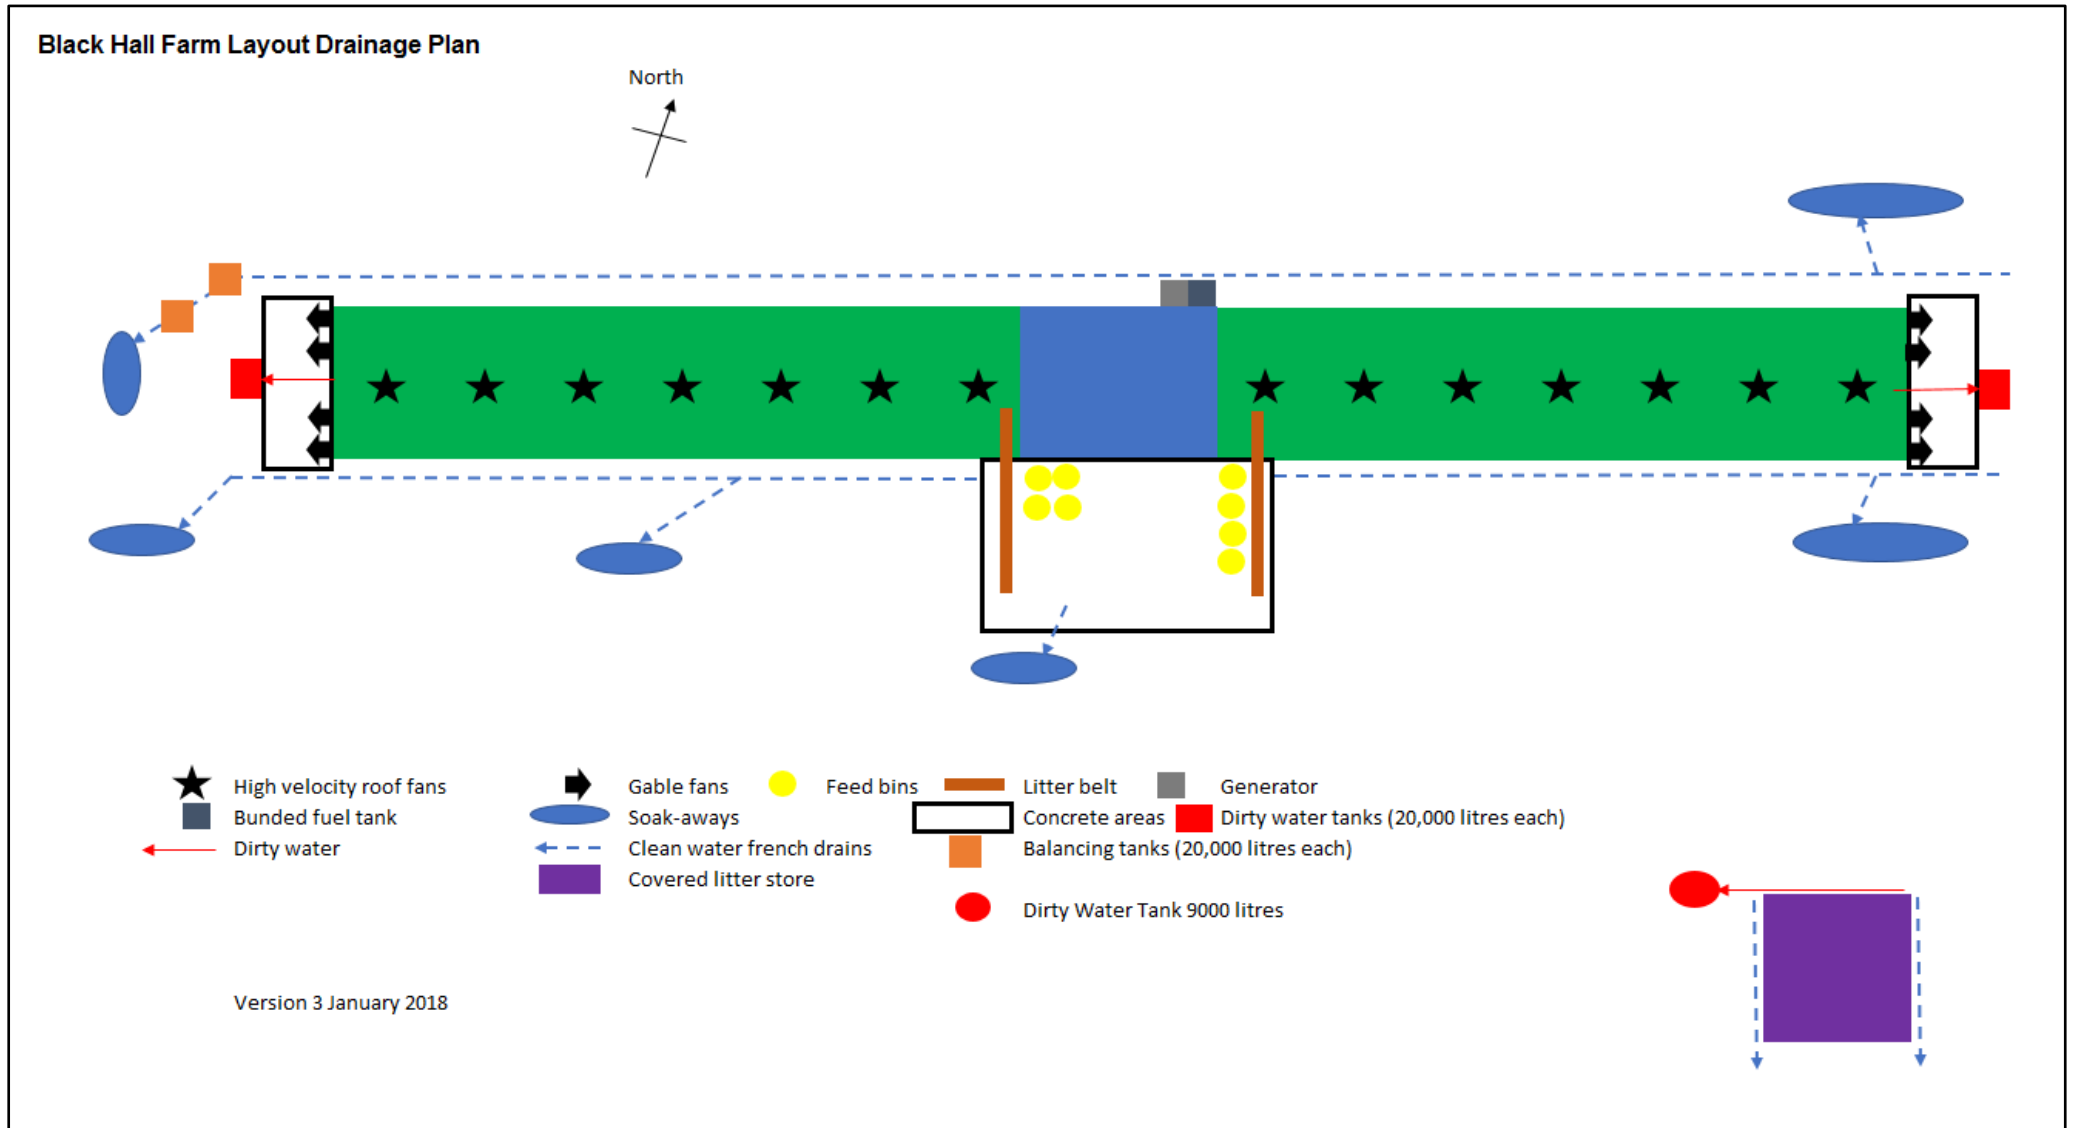 Black Hall Farm Layout Drainage Plan
North
High velocity roof fans
Gable fans
Feed bins
Litter belt
Generator
Bunded fuel tank
Soak-aways
Concrete areas
Dirty water tanks (20,000 litres each)
Dirty water
Clean water french drains
Balancing tanks (20,000 litres each)
Covered litter store
Dirty Water Tank 9000 litres
Version 3 January 2018